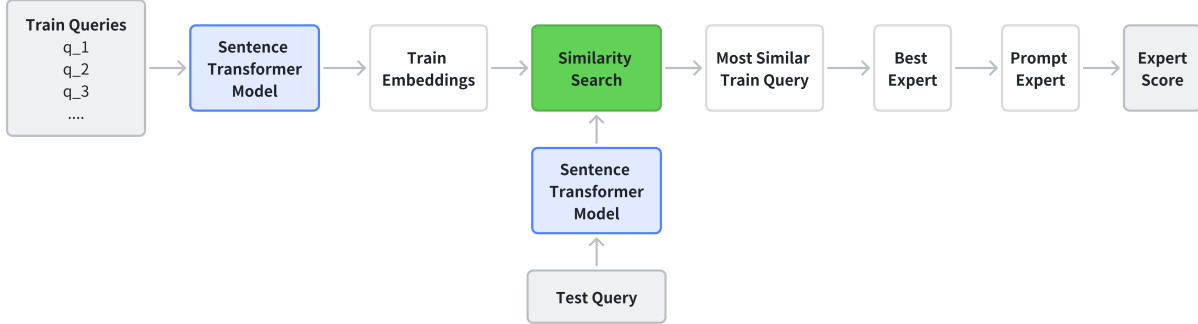 Train Queries
q_1
q_2
q_3
....
Sentence
Transformer
Model
Train
Embeddings
Similarity
Search
Most Similar
Train Query
Best
Expert
Prompt
Expert
Expert
Score
Sentence
Transformer
Model
Test Query